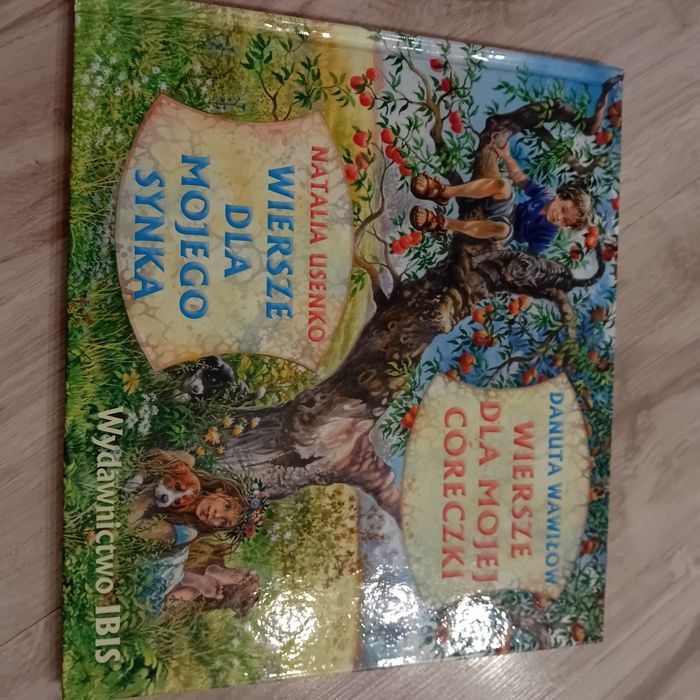 DANUTA WAWIŁOW
WIERSZE
DLA MOJEJ
CÓRECZKI
NATALIA USENKO
WIERSZE
DLA
MOJEGO
SYNKA
Wydawnictwo IBIS